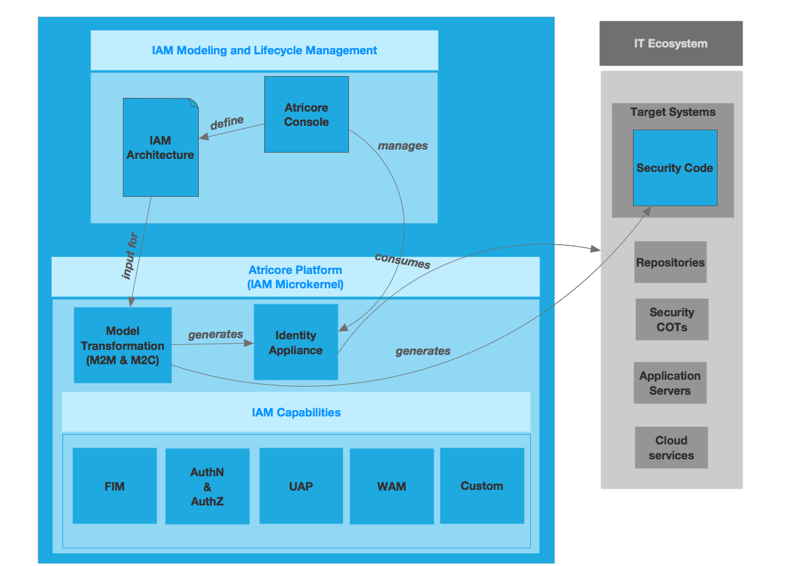 IAM Modeling and Lifecycle Management
IT Ecosystem
Atricore
Console
define
IAM
Architecture
manages
Target Systems
Security Code
input for
consumes
Repositories
Atricore Platform
(IAM Microkernel)
Model
Transformation
(M2M & M2C)
generates
Identity
Appliance
generates
Security
COTs
Application
Servers
IAM Capabilities
Cloud
services
FIM
AuthN
&
AuthZ
UAP
WAM
Custom